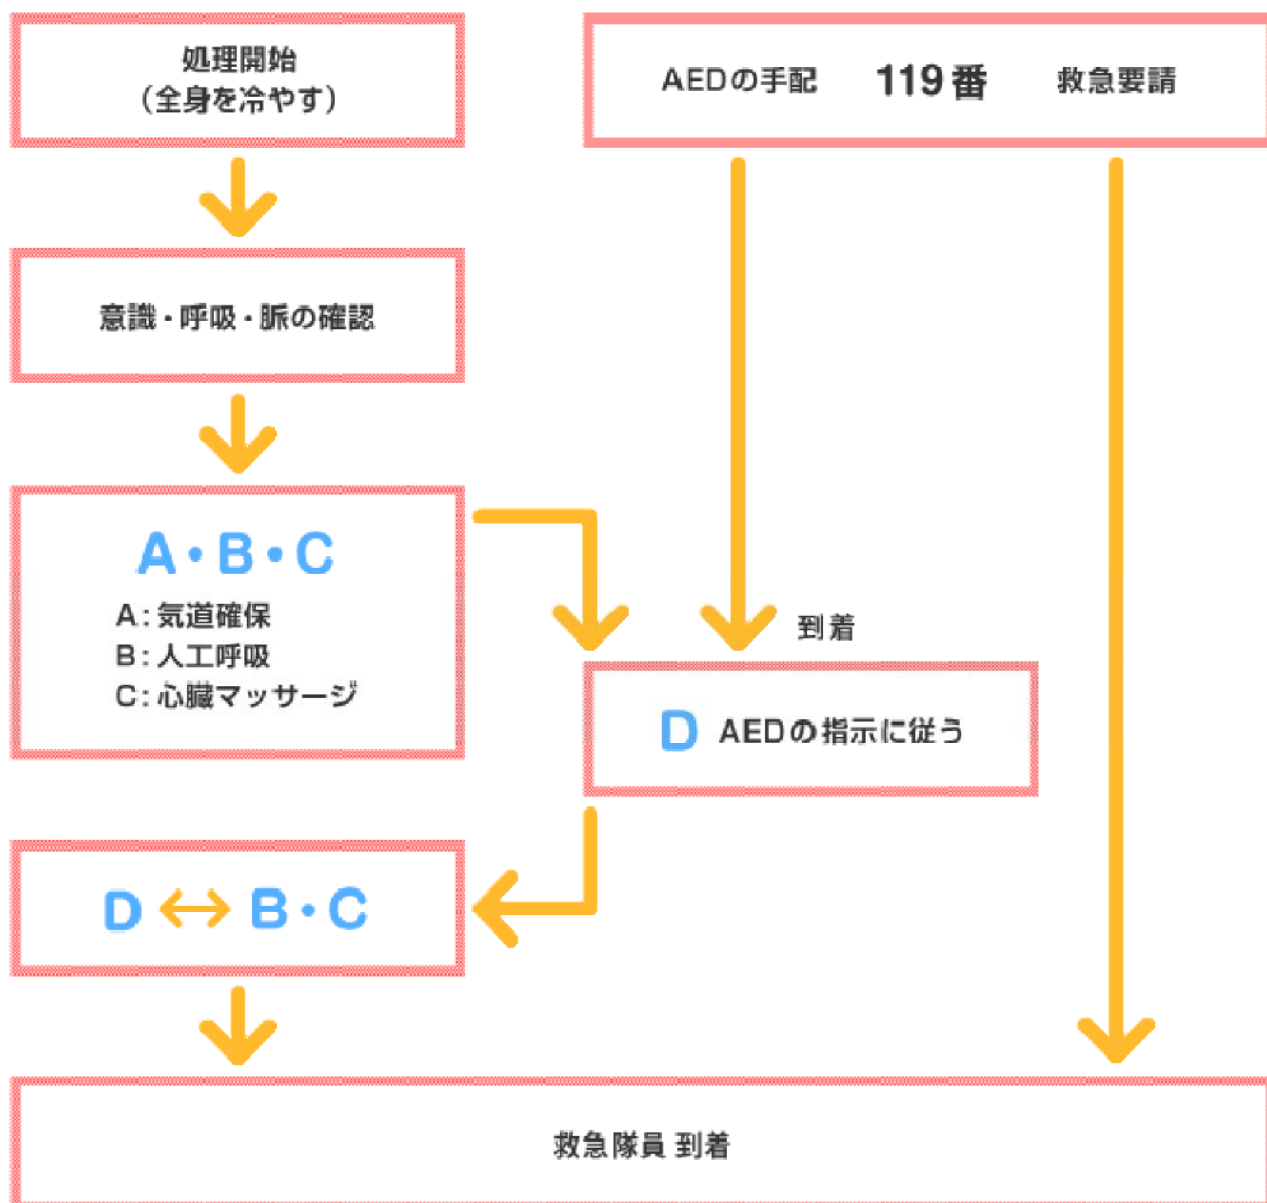 処理開始
(全身を冷やす)
AEDの手配 119番 救急要請
意識・呼吸・脈の確認
A・B・C
A:気道確保
B:人工呼吸
C:心臓マッサージ
到着
D AEDの指示に従う
D ↔ B・C
救急隊員 到着